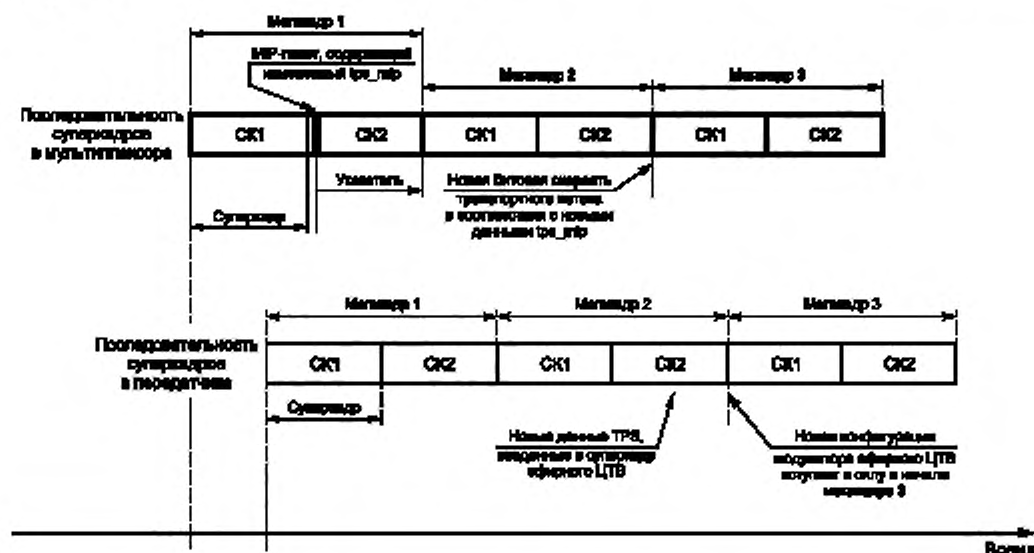 Мегакадр 1
MIP-пакет, содержащий
измененный tps_mip
Мегакадр 2
Мегакадр 3
Последовательность
суперкадров
в мультиплексоре
СК1
СК2
СК1
СК2
СК1
СК2
Указатель
Суперкадр
Новая битовая скорость
транспортного потока
в соответствии с новыми
данными tps_mip
Мегакадр 1
Мегакадр 2
Мегакадр 3
Последовательность
суперкадров
в передатчике
СК1
СК2
СК1
СК2
СК1
СК2
Суперкадр
Новые данные TPS,
введенные в суперкадр
эфирного ЦТВ
Новая конфигурация
модулятора эфирного ЦТВ
вступает в силу в начале
мегакадра 3